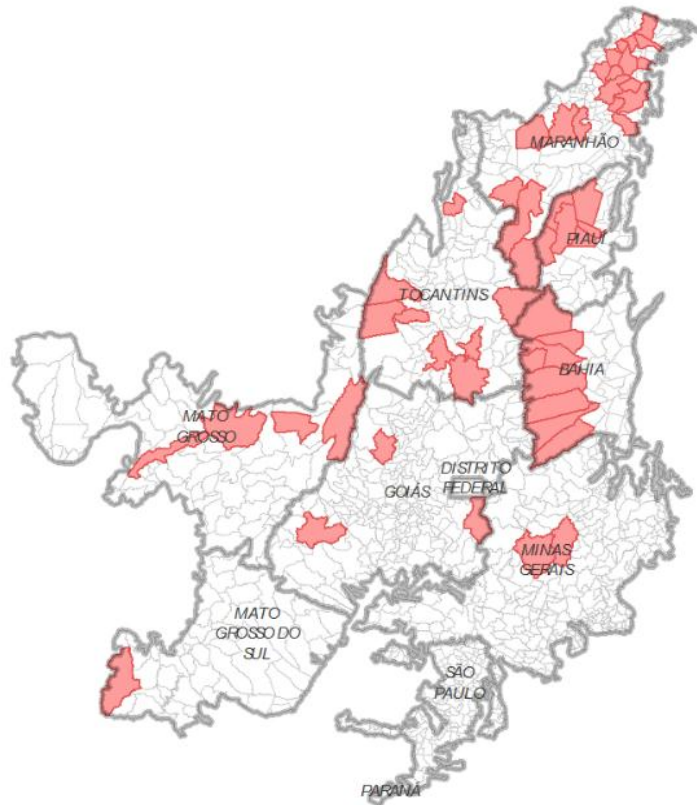 MARANHÃO
PIAUÍ
TOCANTINS
BAHIA
MATO
GROSSO
DISTRITO
FEDERAL
GOIÁS
MINAS
GERAIS
MATO
GROSSO DO
SUL
SÃO
PAULO
PARANÁ